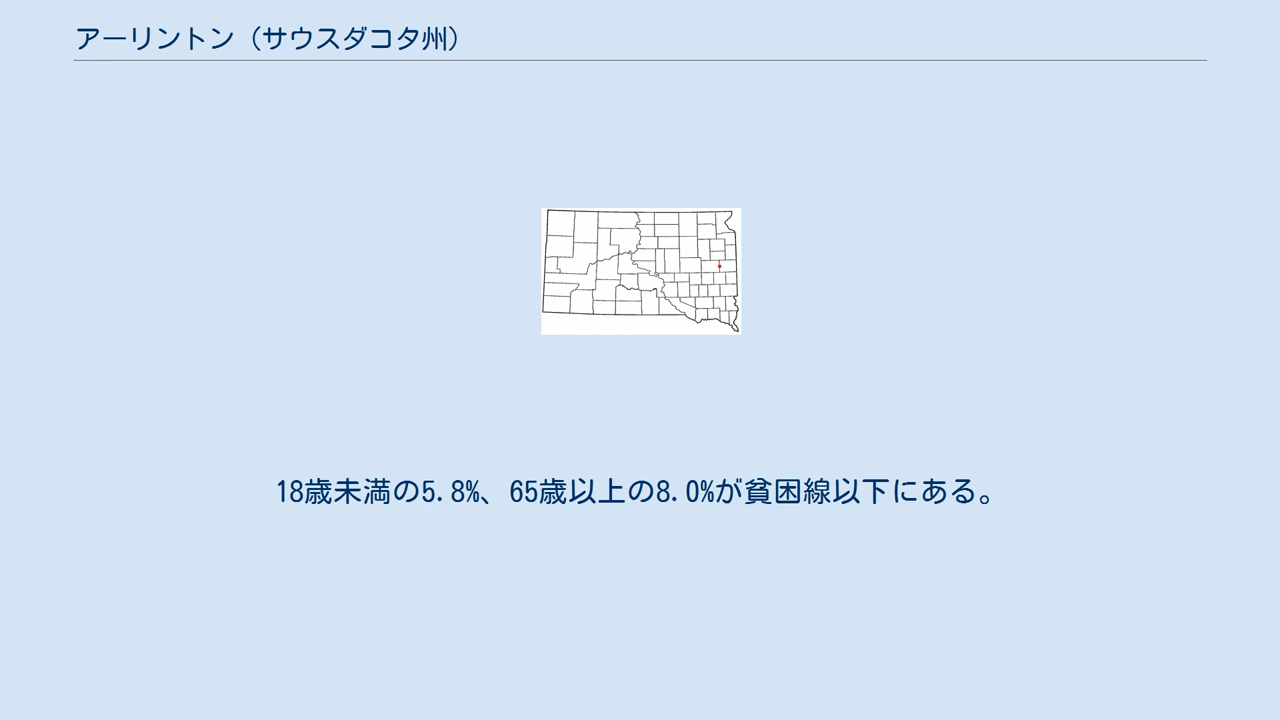 アーリントン（サウスダコタ州）
18歳未満の5.8%、65歳以上の8.0%が貧困線以下にある。